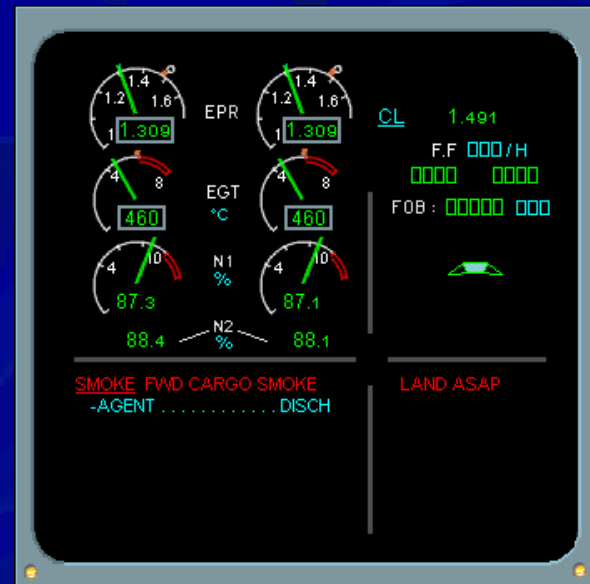 1.4 1.4
1.2 1.6 EPR 1.2 1.6 CL 1.491
1 1.309 1 1.309 F.F □□□/H
□□□□ □□□□
4 8 EGT 4 8
460 °C 460 FOB: □□□□□ □□□
4 10 N1 4 10
87.3 % 87.1
88.4 N2 88.1
%
SMOKE FWD CARGO SMOKE LAND ASAP
-AGENT............DISCH